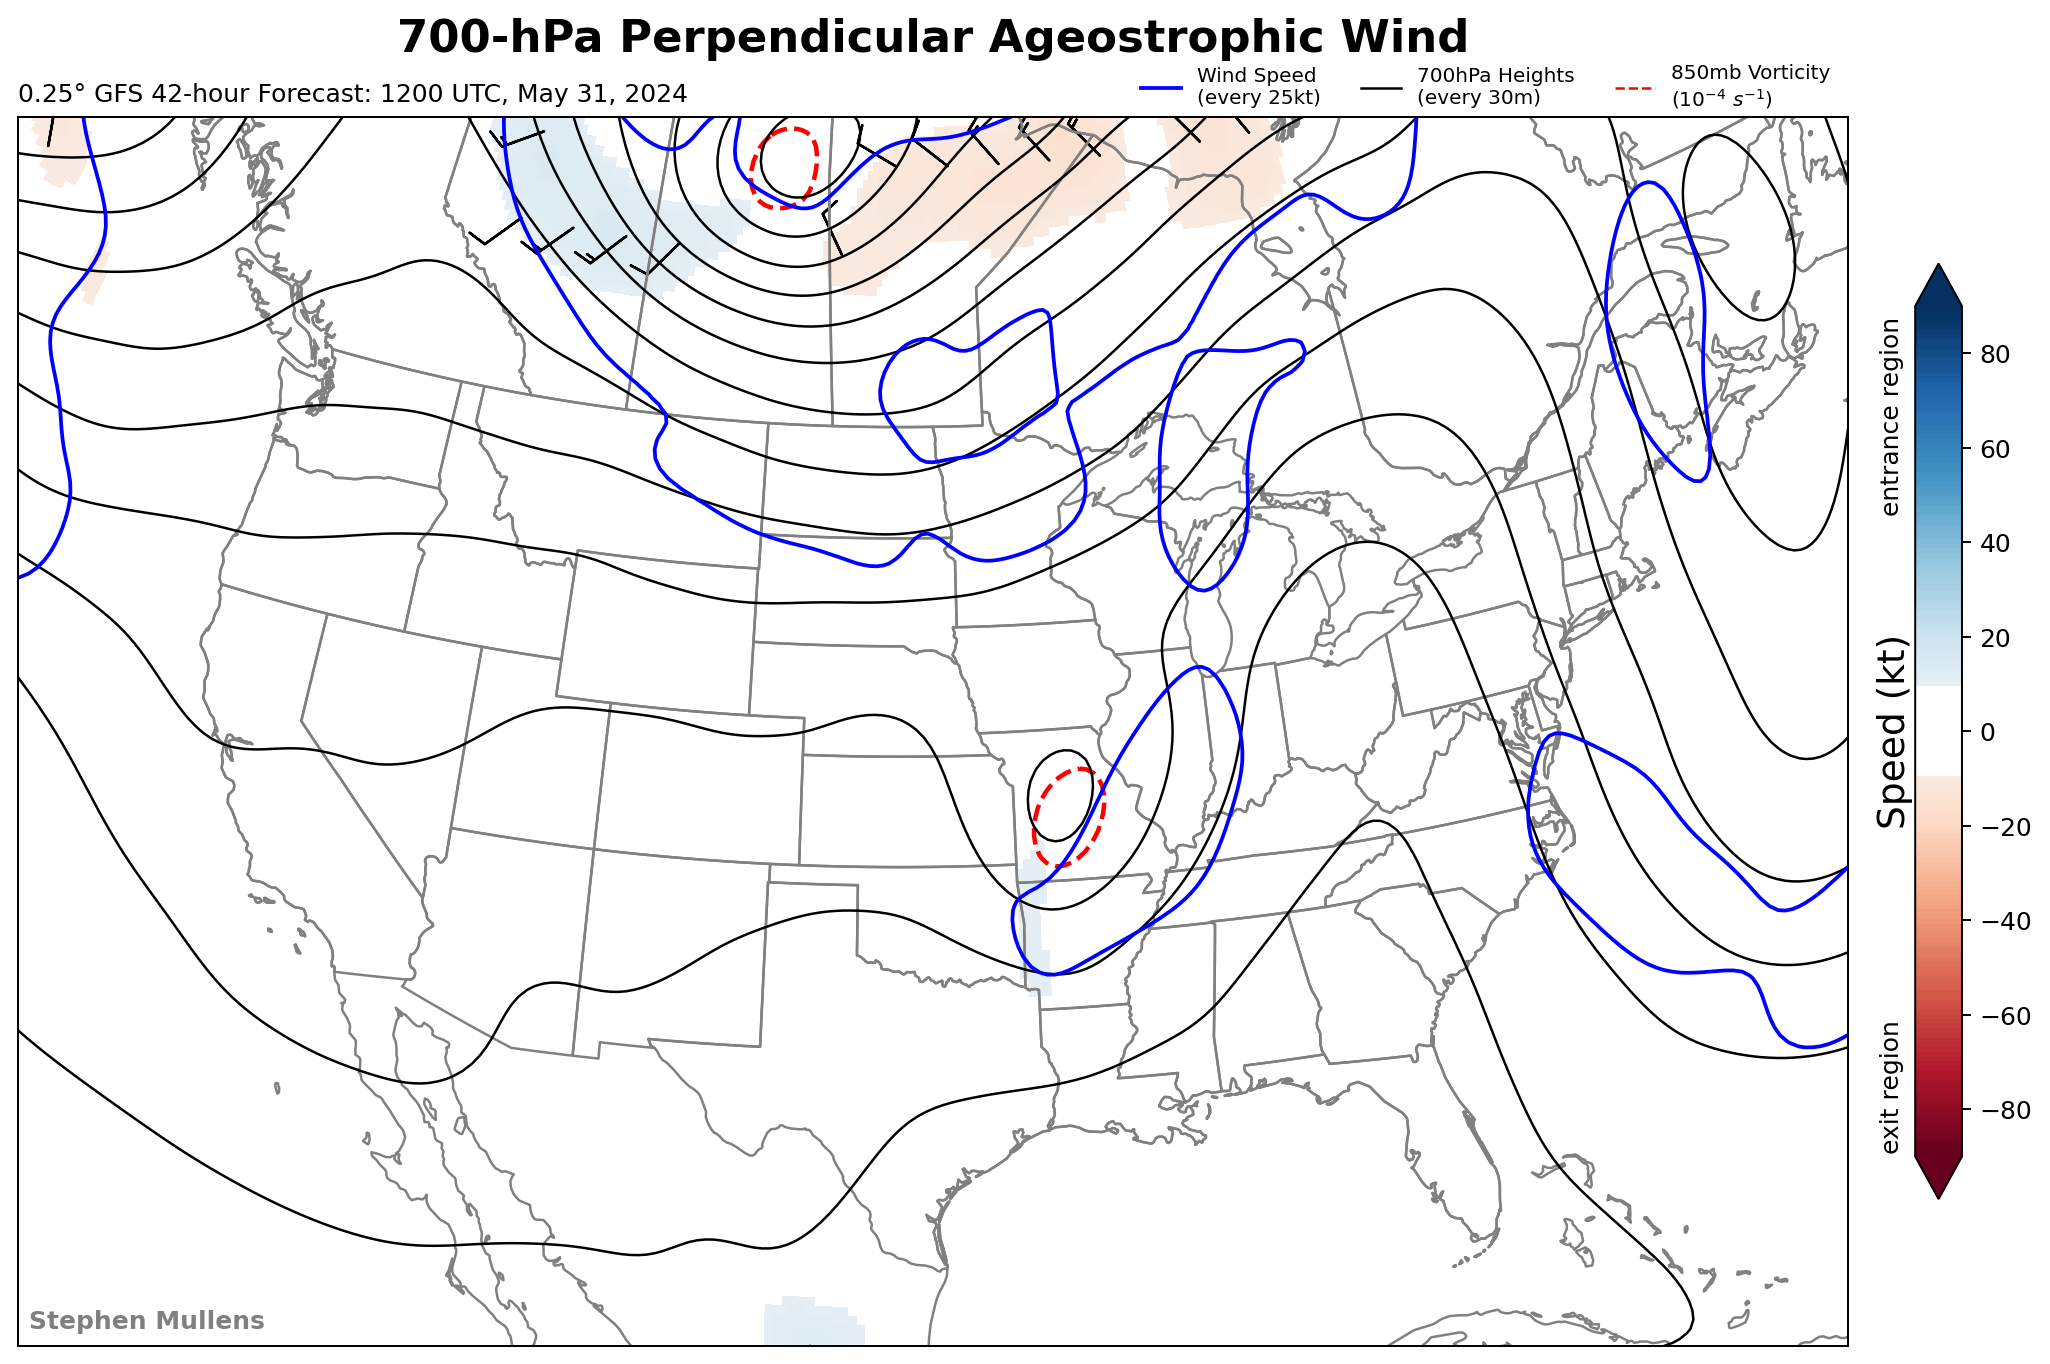 700-hPa Perpendicular Ageostrophic Wind
0.25° GFS 42-hour Forecast: 1200 UTC, May 31, 2024
Wind Speed
(every 25kt)
700hPa Heights
(every 30m)
850mb Vorticity
(10⁻⁴ s⁻¹)
entrance region
Speed (kt)
exit region
80
60
40
20
0
−20
−40
−60
−80
Stephen Mullens